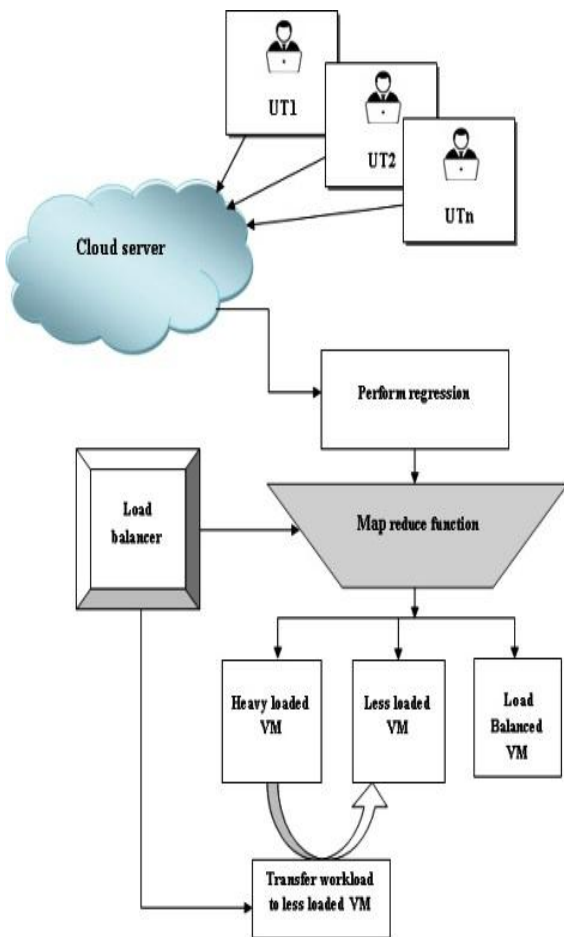 UT1
UT2
UTn
Cloud server
Perform regression
Load
balancer
Map reduce function
Heavy loaded
VM
Less loaded
VM
Load
Balanced
VM
Transfer workload
to less loaded VM